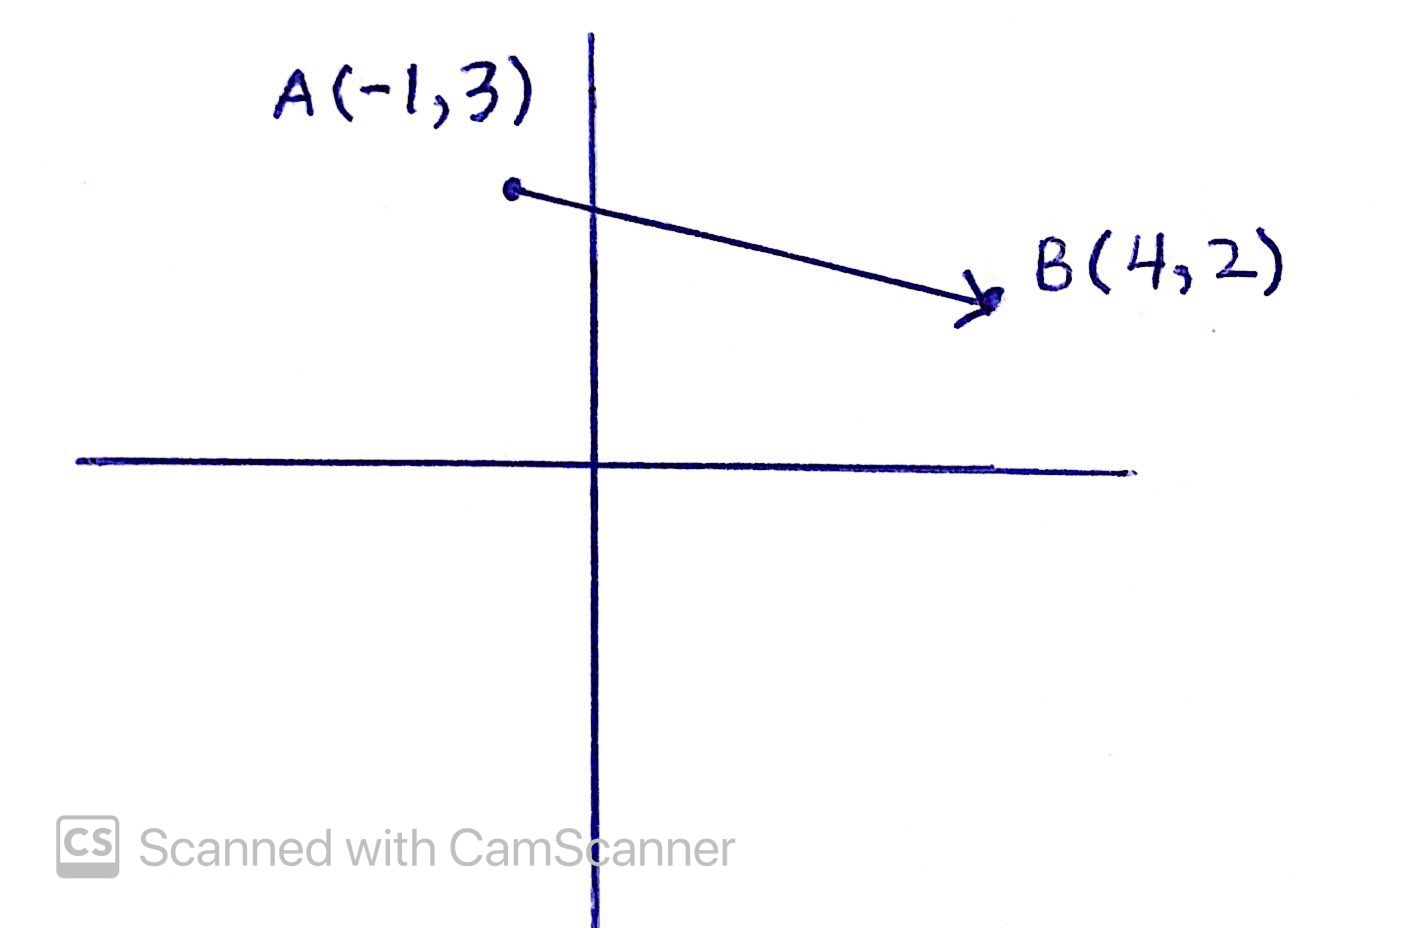 A(-1,3)
B(4,2)
CS Scanned with CamScanner